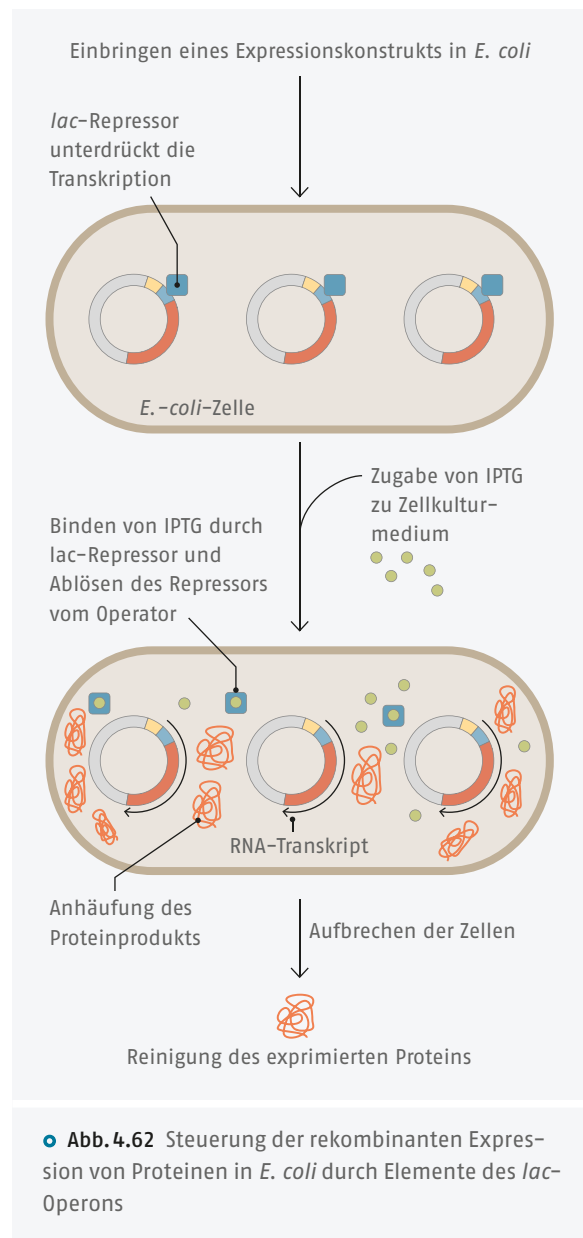 Einbringen eines Expressionskonstrukts in E. coli
lac-Repressor
unterdrückt die
Transkription
E.-coli-Zelle
Zugabe von IPTG
zu Zellkultur-
medium
Binden von IPTG durch
lac-Repressor und
Ablösen des Repressors
vom Operator
RNA-Transkript
Anhäufung des
Proteinprodukts
Aufbrechen der Zellen
Reinigung des exprimierten Proteins
Abb. 4.62 Steuerung der rekombinanten Expres-
sion von Proteinen in E. coli durch Elemente des lac-
Operons